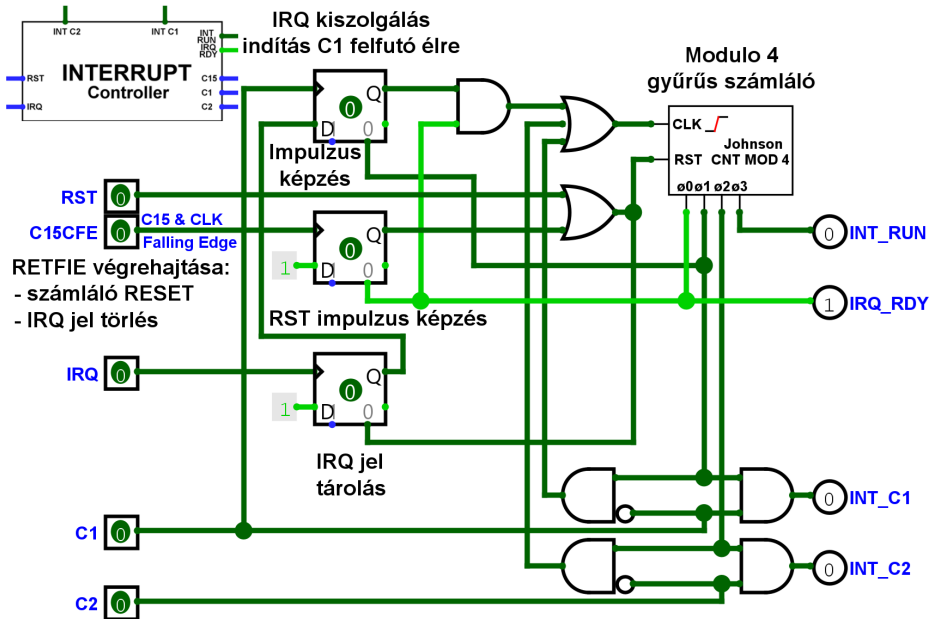 INT C2
INT C1
INT
RUN
IRQ
RDY
RST
IRQ
INTERRUPT
Controller
C15
C1
C2
IRQ kiszolgálás
indítás C1 felfutó élre
Modulo 4
gyűrűs számláló
0
Q
D
0
Impulzus
képzés
CLK
Johnson
RST CNT MOD 4
ø0 ø1 ø2 ø3
RST
0
C15CFE
0
C15 & CLK
Falling Edge
0
Q
1
D
0
0
INT_RUN
RETFIE végrehajtása:
- számláló RESET
- IRQ jel törlés
RST impulzus képzés
1
IRQ_RDY
IRQ
0
0
Q
1
D
0
IRQ jel
tárolás
0
INT_C1
C1
0
0
INT_C2
C2
0